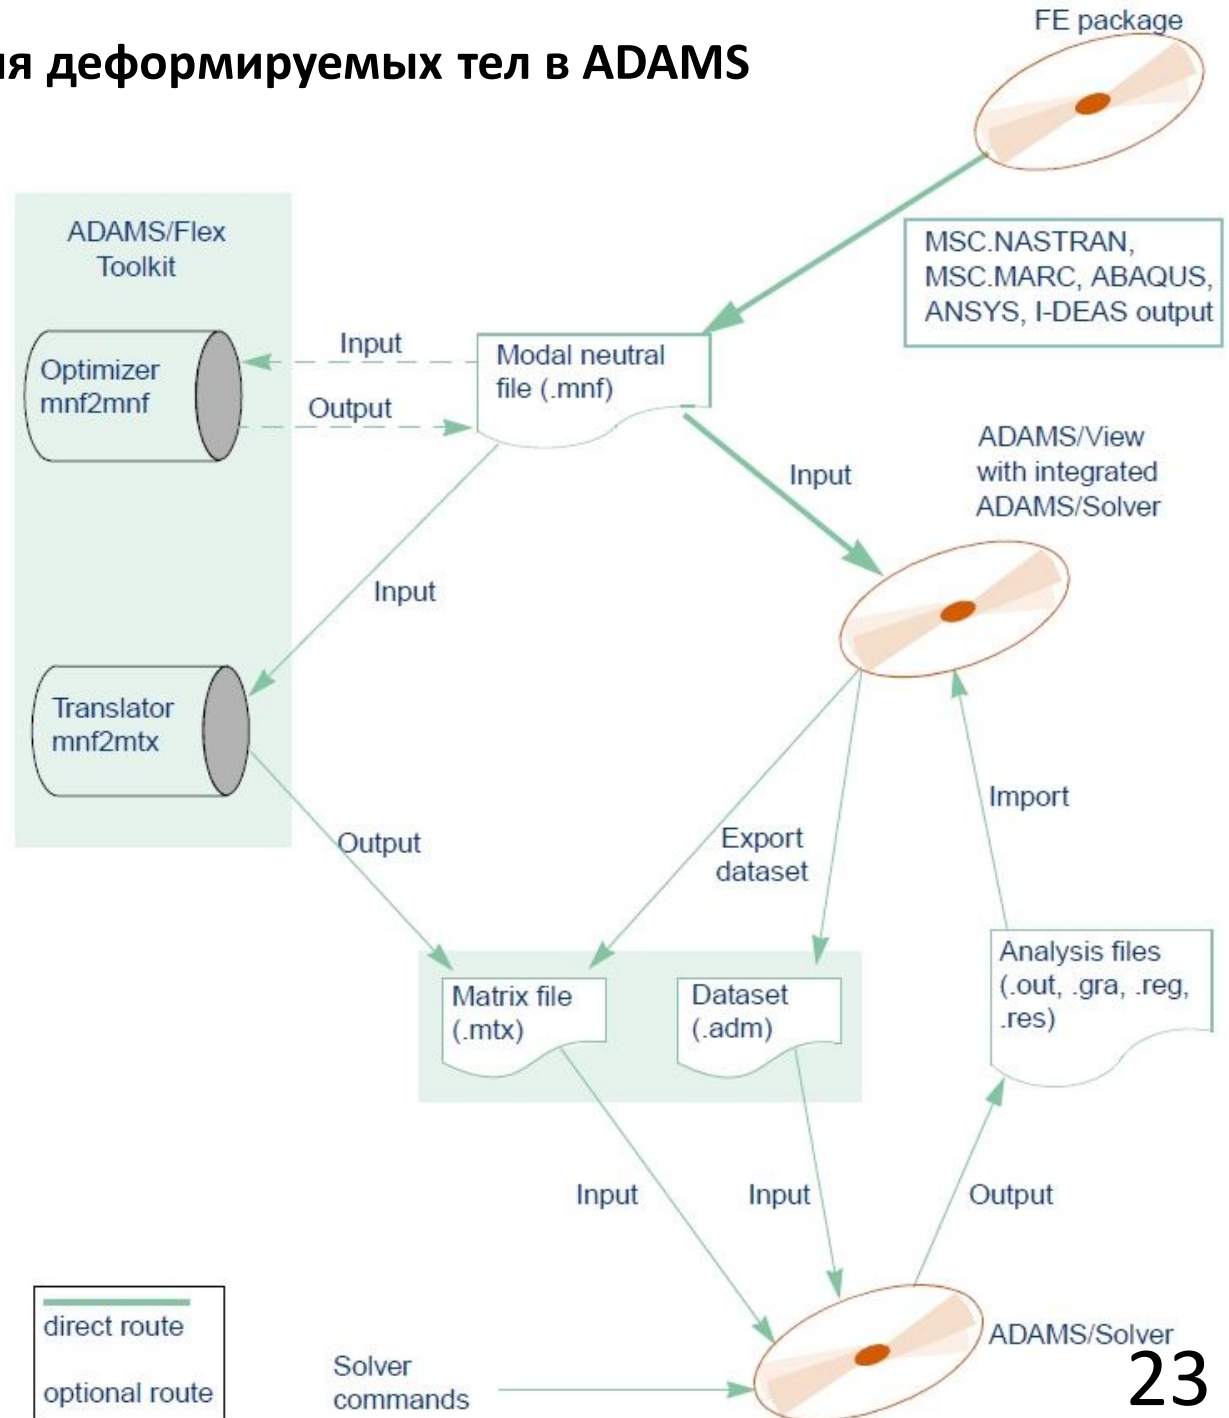 ия деформируемых тел в ADAMS
FE package
MSC.NASTRAN,
MSC.MARC, ABAQUS,
ANSYS, I-DEAS output
ADAMS/Flex
Toolkit
Optimizer
mnf2mnf
Input
Output
Modal neutral
file (.mnf)
Input
ADAMS/View
with integrated
ADAMS/Solver
Input
Translator
mnf2mtx
Output
Export
dataset
Import
Matrix file
(.mtx)
Dataset
(.adm)
Analysis files
(.out, .gra, .reg,
.res)
Input
Input
Output
direct route
optional route
Solver
commands
ADAMS/Solver
23